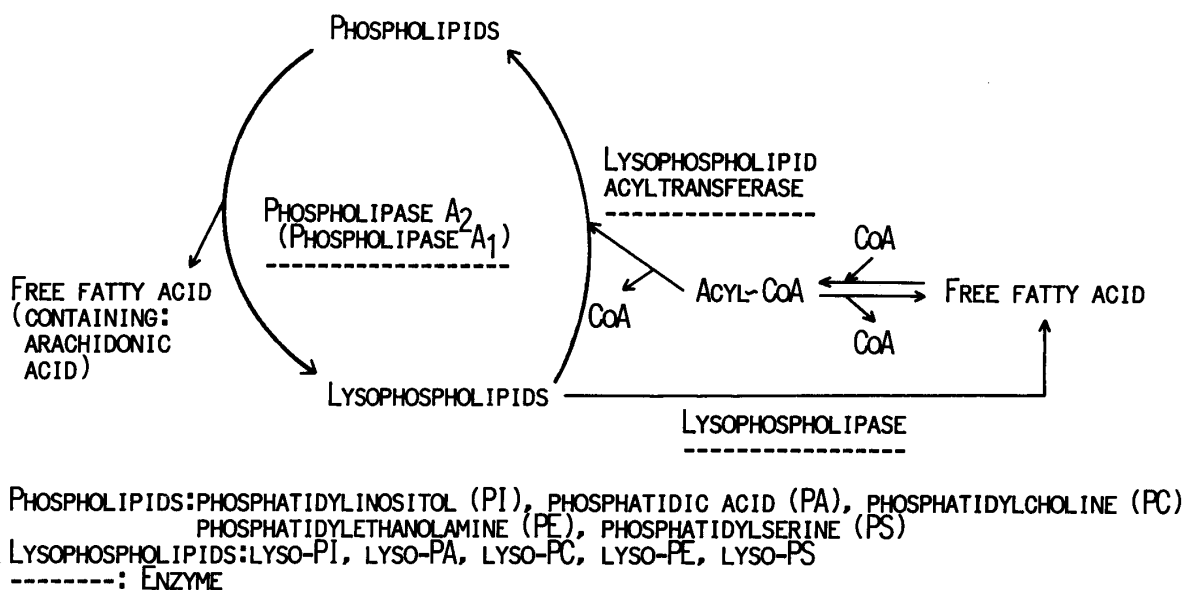 PHOSPHOLIPIDS
LYSOPHOSPHOLIPID
ACYLTRANSFERASE
PHOSPHOLIPASE A2
(PHOSPHOLIPASE A1)
CoA
FREE FATTY ACID
(CONTAINING:
ARACHIDONIC
ACID)
CoA
ACYL~CoA
FREE FATTY ACID
CoA
LYSOPHOSPHOLIPIDS
LYSOPHOSPHOLIPASE
PHOSPHOLIPIDS:PHOSPHATIDYLINOSITOL (PI), PHOSPHATIDIC ACID (PA), PHOSPHATIDYLCHOLINE (PC)
PHOSPHATIDYLETHANOLAMINE (PE), PHOSPHATIDYLSERINE (PS)
LYSOPHOSPHOLIPIDS:LYSO-PI, LYSO-PA, LYSO-PC, LYSO-PE, LYSO-PS
--------: ENZYME